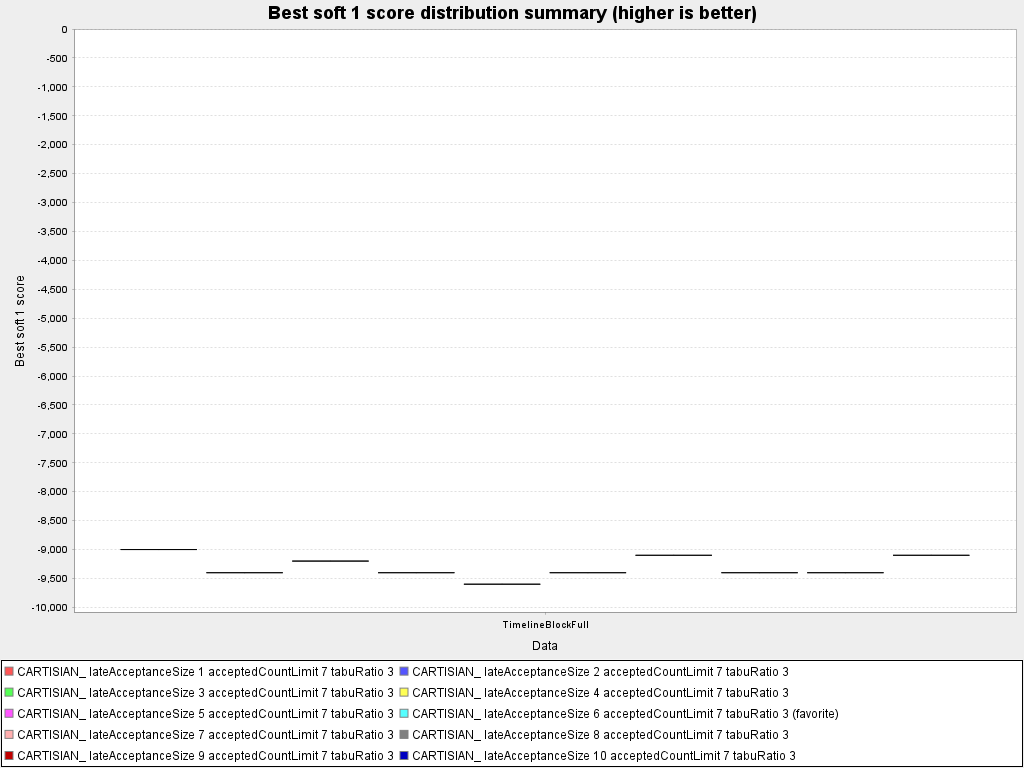 Best soft 1 score distribution summary (higher is better)
0
-500
-1,000
-1,500
-2,000
-2,500
-3,000
-3,500
-4,000
-4,500
-5,000
-5,500
-6,000
-6,500
-7,000
-7,500
-8,000
-8,500
-9,000
-9,500
-10,000
Best soft 1 score
TimelineBlockFull
Data
CARTISIAN_ lateAcceptanceSize 1 acceptedCountLimit 7 tabuRatio 3 CARTISIAN_ lateAcceptanceSize 2 acceptedCountLimit 7 tabuRatio 3
CARTISIAN_ lateAcceptanceSize 3 acceptedCountLimit 7 tabuRatio 3 CARTISIAN_ lateAcceptanceSize 4 acceptedCountLimit 7 tabuRatio 3
CARTISIAN_ lateAcceptanceSize 5 acceptedCountLimit 7 tabuRatio 3 CARTISIAN_ lateAcceptanceSize 6 acceptedCountLimit 7 tabuRatio 3 (favorite)
CARTISIAN_ lateAcceptanceSize 7 acceptedCountLimit 7 tabuRatio 3 CARTISIAN_ lateAcceptanceSize 8 acceptedCountLimit 7 tabuRatio 3
CARTISIAN_ lateAcceptanceSize 9 acceptedCountLimit 7 tabuRatio 3 CARTISIAN_ lateAcceptanceSize 10 acceptedCountLimit 7 tabuRatio 3